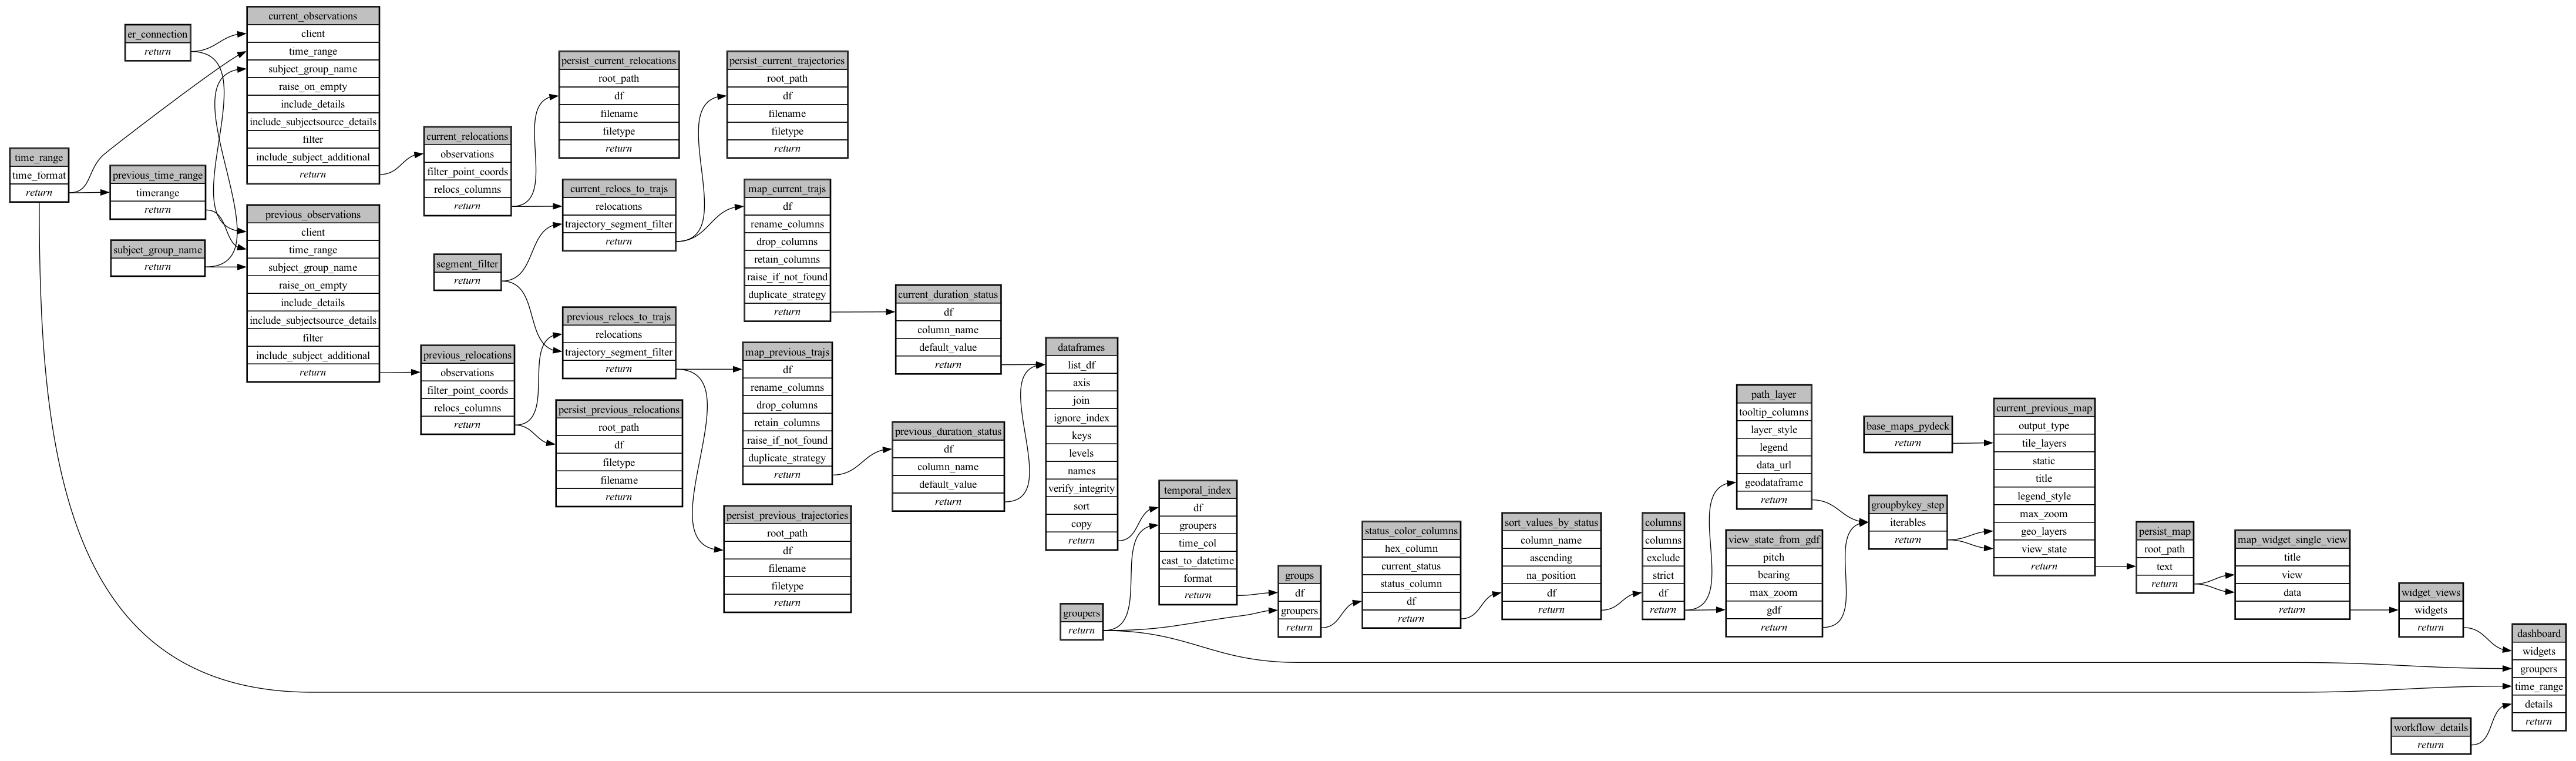 er_connection
return
time_range
time_format
return
previous_time_range
timerange
return
subject_group_name
return
current_observations
client
time_range
subject_group_name
raise_on_empty
include_details
include_subjectsource_details
filter
include_subject_additional
return
previous_observations
client
time_range
subject_group_name
raise_on_empty
include_details
include_subjectsource_details
filter
include_subject_additional
return
current_relocations
observations
filter_point_coords
relocs_columns
return
segment_filter
return
previous_relocations
observations
filter_point_coords
relocs_columns
return
persist_current_relocations
root_path
df
filename
filetype
return
current_relocs_to_trajs
relocations
trajectory_segment_filter
return
previous_relocs_to_trajs
relocations
trajectory_segment_filter
return
persist_previous_relocations
root_path
df
filetype
filename
return
persist_current_trajectories
root_path
df
filename
filetype
return
map_current_trajs
df
rename_columns
drop_columns
retain_columns
raise_if_not_found
duplicate_strategy
return
map_previous_trajs
df
rename_columns
drop_columns
retain_columns
raise_if_not_found
duplicate_strategy
return
persist_previous_trajectories
root_path
df
filename
filetype
return
current_duration_status
df
column_name
default_value
return
previous_duration_status
df
column_name
default_value
return
dataframes
list_df
axis
join
ignore_index
keys
levels
names
verify_integrity
sort
copy
return
groupers
return
temporal_index
df
groupers
time_col
cast_to_datetime
format
return
groups
df
groupers
return
status_color_columns
hex_column
current_status
status_column
df
return
sort_values_by_status
column_name
ascending
na_position
df
return
columns
columns
exclude
strict
df
return
path_layer
tooltip_columns
layer_style
legend
data_url
geodataframe
return
view_state_from_gdf
pitch
bearing
max_zoom
gdf
return
base_maps_pydeck
return
groupbykey_step
iterables
return
current_previous_map
output_type
tile_layers
static
title
legend_style
max_zoom
geo_layers
view_state
return
persist_map
root_path
text
return
map_widget_single_view
title
view
data
return
widget_views
widgets
return
workflow_details
return
dashboard
widgets
groupers
time_range
details
return